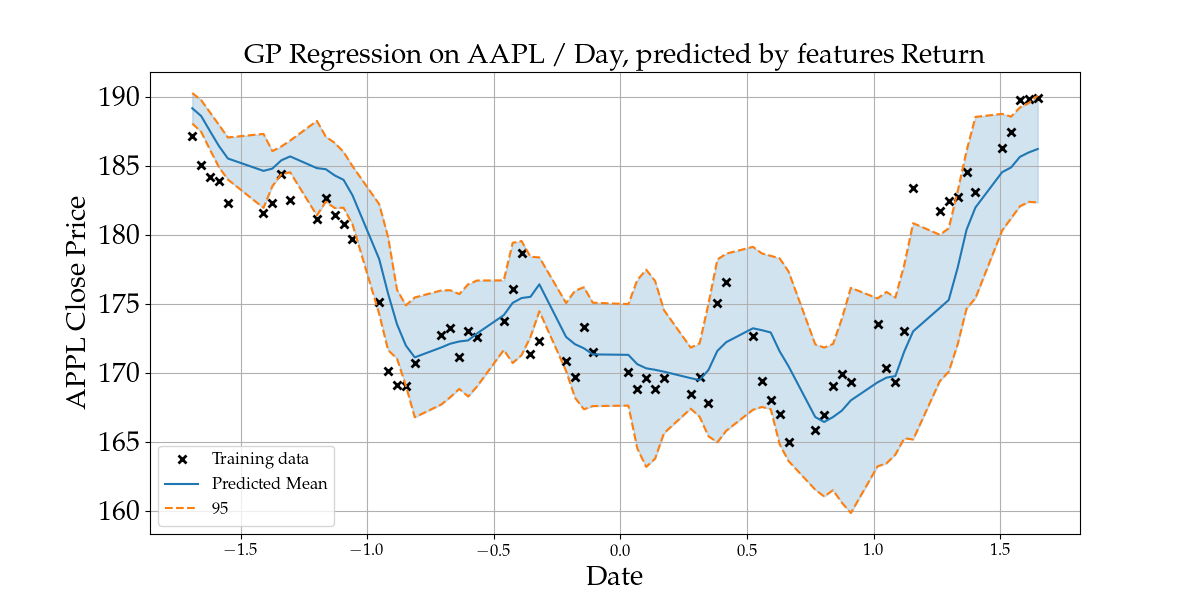 GP Regression on AAPL / Day, predicted by features Return
APPL Close Price
190
185
180
175
170
165
160
Training data
Predicted Mean
95
−1.5 −1.0 −0.5 0.0 0.5 1.0 1.5
Date